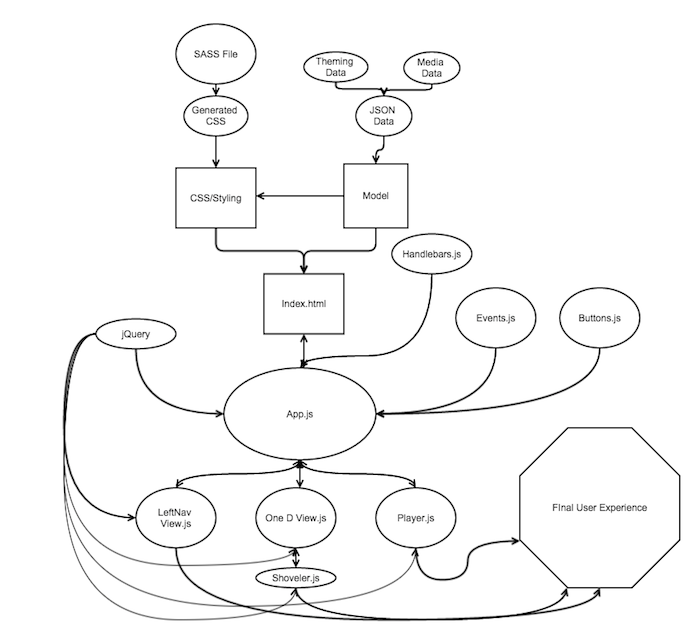 SASS File
Theming
Data
Media
Data
Generated
CSS
JSON
Data
CSS/Styling
Model
Handlebars.js
Index.html
Events.js
Buttons.js
jQuery
App.js
LeftNav
View.js
One D View.js
Player.js
FInal User Experience
Shoveler.js